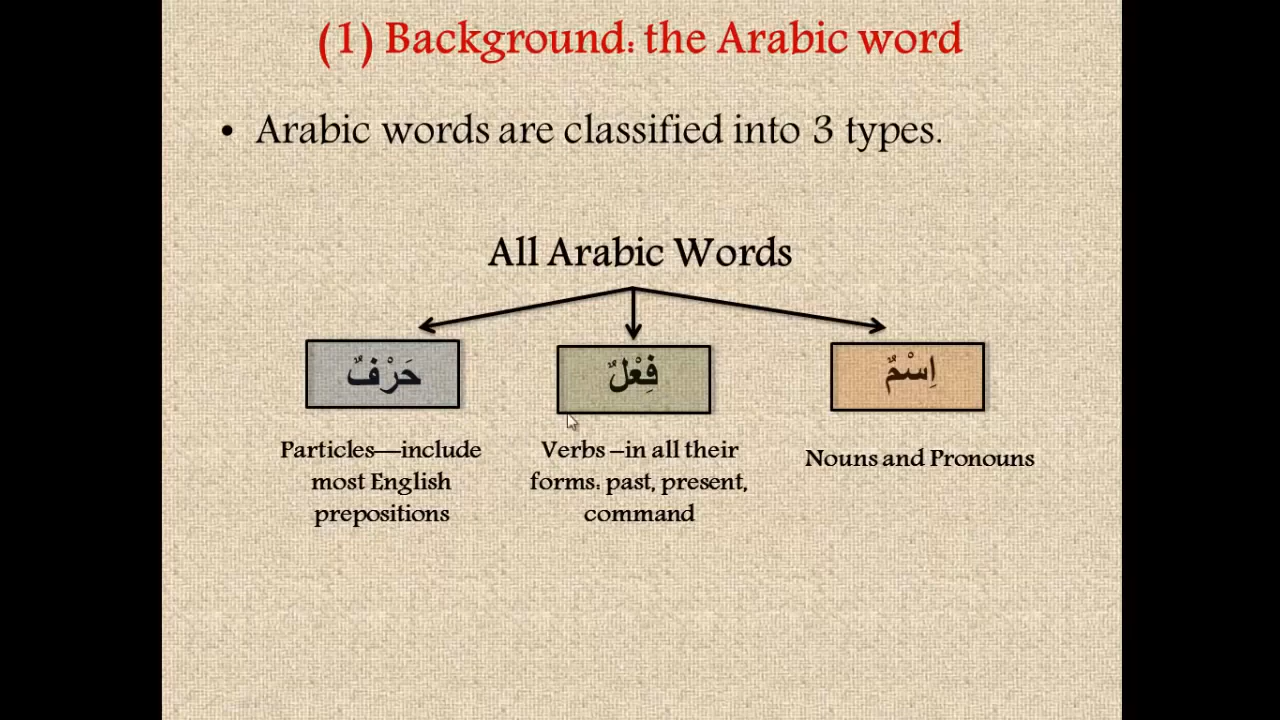 (1) Background: the Arabic word
• Arabic words are classified into 3 types.
All Arabic Words
حَرْفٌ
فِعْلٌ
اِسْمٌ
Particles—include
most English
prepositions
Verbs –in all their
forms: past, present,
command
Nouns and Pronouns